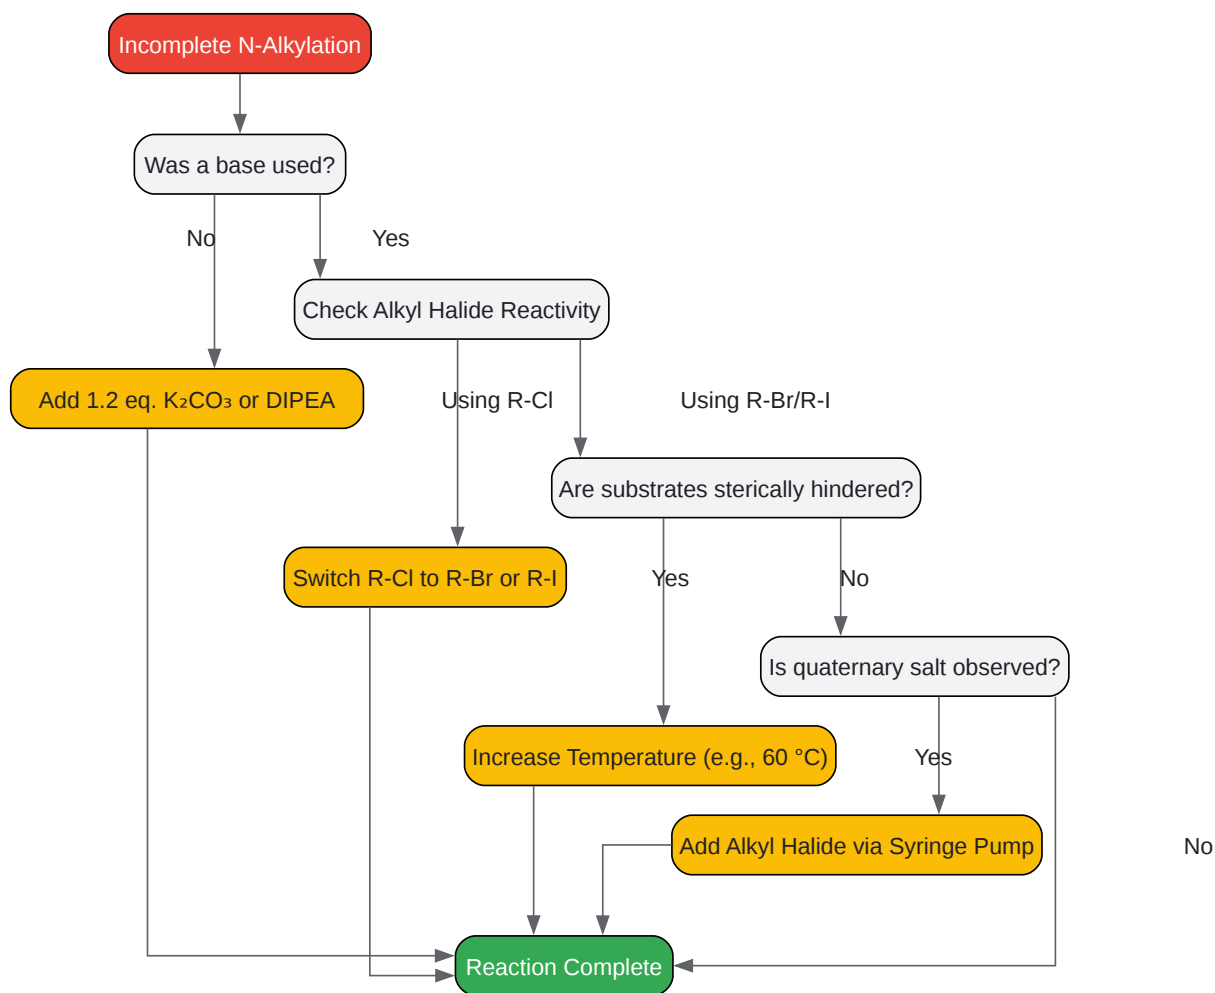 Incomplete N-Alkylation
Was a base used?
No
Yes
Check Alkyl Halide Reactivity
Add 1.2 eq. K₂CO₃ or DIPEA
Using R-Cl
Using R-Br/R-I
Are substrates sterically hindered?
Switch R-Cl to R-Br or R-I
Yes
No
Is quaternary salt observed?
Increase Temperature (e.g., 60 °C)
Yes
Add Alkyl Halide via Syringe Pump
No
Reaction Complete